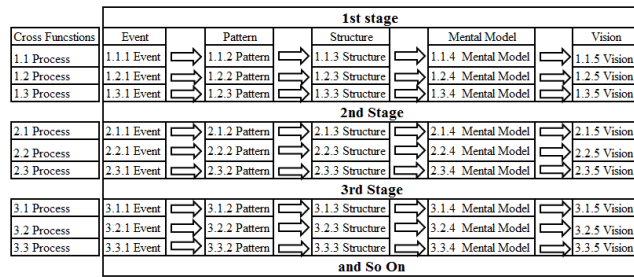 1st stage
Cross Functions Event Pattern Structure Mental Model Vision
1.1 Process 1.1.1 Event 1.1.2 Pattern 1.1.3 Structure 1.1.4 Mental Model 1.1.5 Vision
1.2 Process 1.2.1 Event 1.2.2 Pattern 1.2.3 Structure 1.2.4 Mental Model 1.2.5 Vision
1.3 Process 1.3.1 Event 1.2.3 Pattern 1.3.3 Structure 1.3.4 Mental Model 1.3.5 Vision
2nd Stage
2.1 Process 2.1.1 Event 2.1.2 Pattern 2.1.3 Structure 2.1.4 Mental Model 2.1.5 Vision
2.2 Process 2.2.1 Event 2.2.2 Pattern 2.2.3 Structure 2.2.4 Mental Model 2.2.5 Vision
2.3 Process 2.3.1 Event 2.3.2 Pattern 2.3.3 Structure 2.3.4 Mental Model 2.3.5 Vision
3rd Stage
3.1 Process 3.1.1 Event 3.1.2 Pattern 3.1.3 Structure 3.1.4 Mental Model 3.1.5 Vision
3.2 Process 3.2.1 Event 3.2.2 Pattern 3.2.3 Structure 3.2.4 Mental Model 3.2.5 Vision
3.3 Process 3.3.1 Event 3.3.2 Pattern 3.3.3 Structure 3.3.4 Mental Model 3.3.5 Vision
and So On